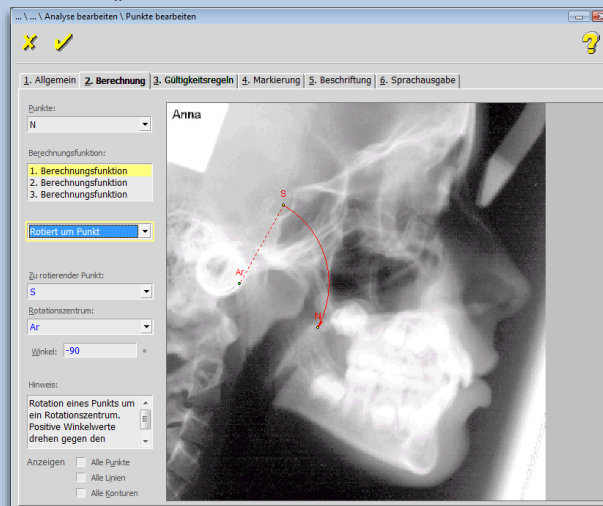 ... \ ... \ Analyse bearbeiten \ Punkte bearbeiten
1. Allgemein
2. Berechnung
3. Gültigkeitsregeln
4. Markierung
5. Beschriftung
6. Sprachausgabe
Punkte:
N
Berechnungsfunktion:
1. Berechnungsfunktion
2. Berechnungsfunktion
3. Berechnungsfunktion
Rotiert um Punkt
Zu rotierender Punkt:
S
Rotationszentrum:
Ar
Winkel: -90 °
Hinweis:
Rotation eines Punkts um
ein Rotationszentrum.
Positive Winkelwerte
drehen gegen den
Anzeigen
Alle Punkte
Alle Linien
Alle Konturen
Anna
S
Ar
N